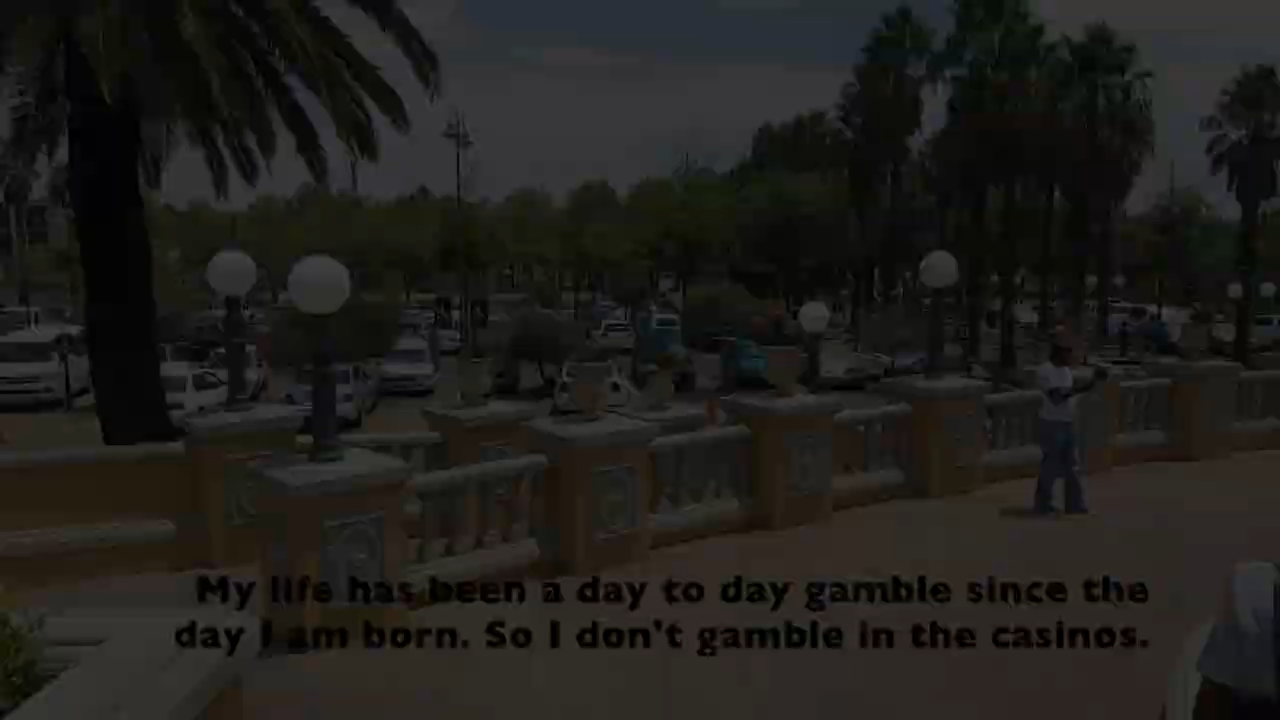 My life has been a day to day gamble since the
day I am born. So I don't gamble in the casinos.